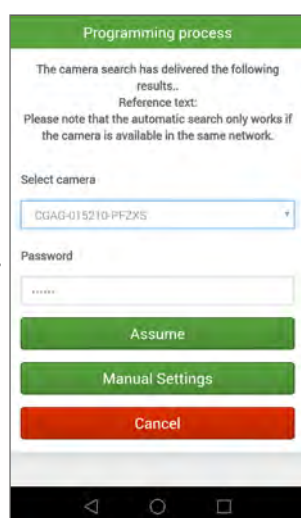 Programming process
The camera search has delivered the following
results..
Reference text:
Please note that the automatic search only works if
the camera is available in the same network.
Select camera
CGAG-015210-PFZXS
Password
......
Assume
Manual Settings
Cancel